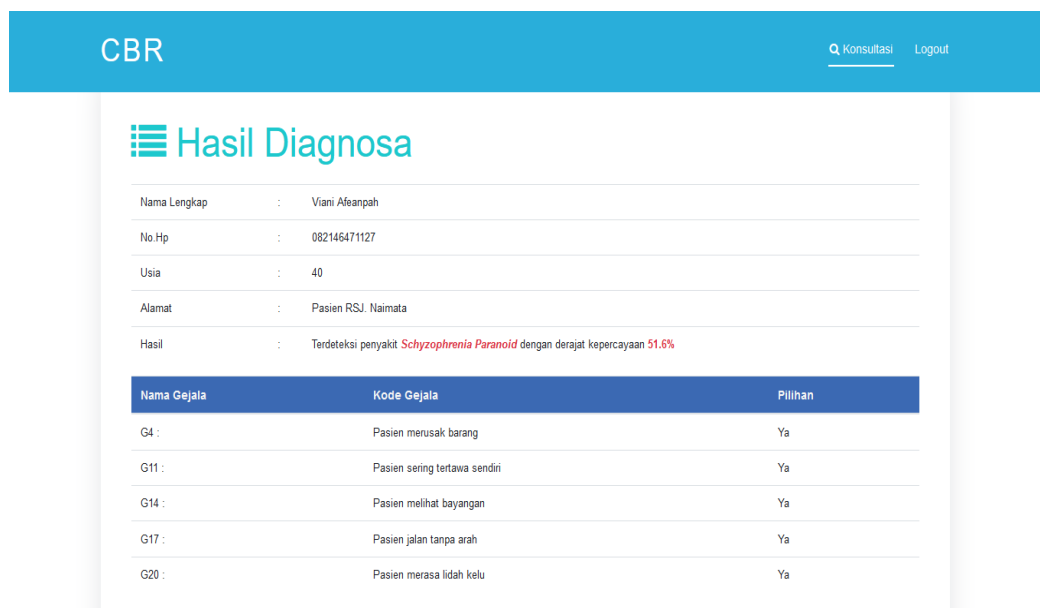 CBR
Konsultasi Logout
Hasil Diagnosa
Nama Lengkap : Viani Afeanpah
No.Hp : 082146471127
Usia : 40
Alamat : Pasien RSJ. Naimata
Hasil : Terdeteksi penyakit Schyzophrenia Paranoid dengan derajat kepercayaan 51.6%
Nama Gejala Kode Gejala Pilihan
G4 : Pasien merusak barang Ya
G11 : Pasien sering tertawa sendiri Ya
G14 : Pasien melihat bayangan Ya
G17 : Pasien jalan tanpa arah Ya
G20 : Pasien merasa lidah kelu Ya